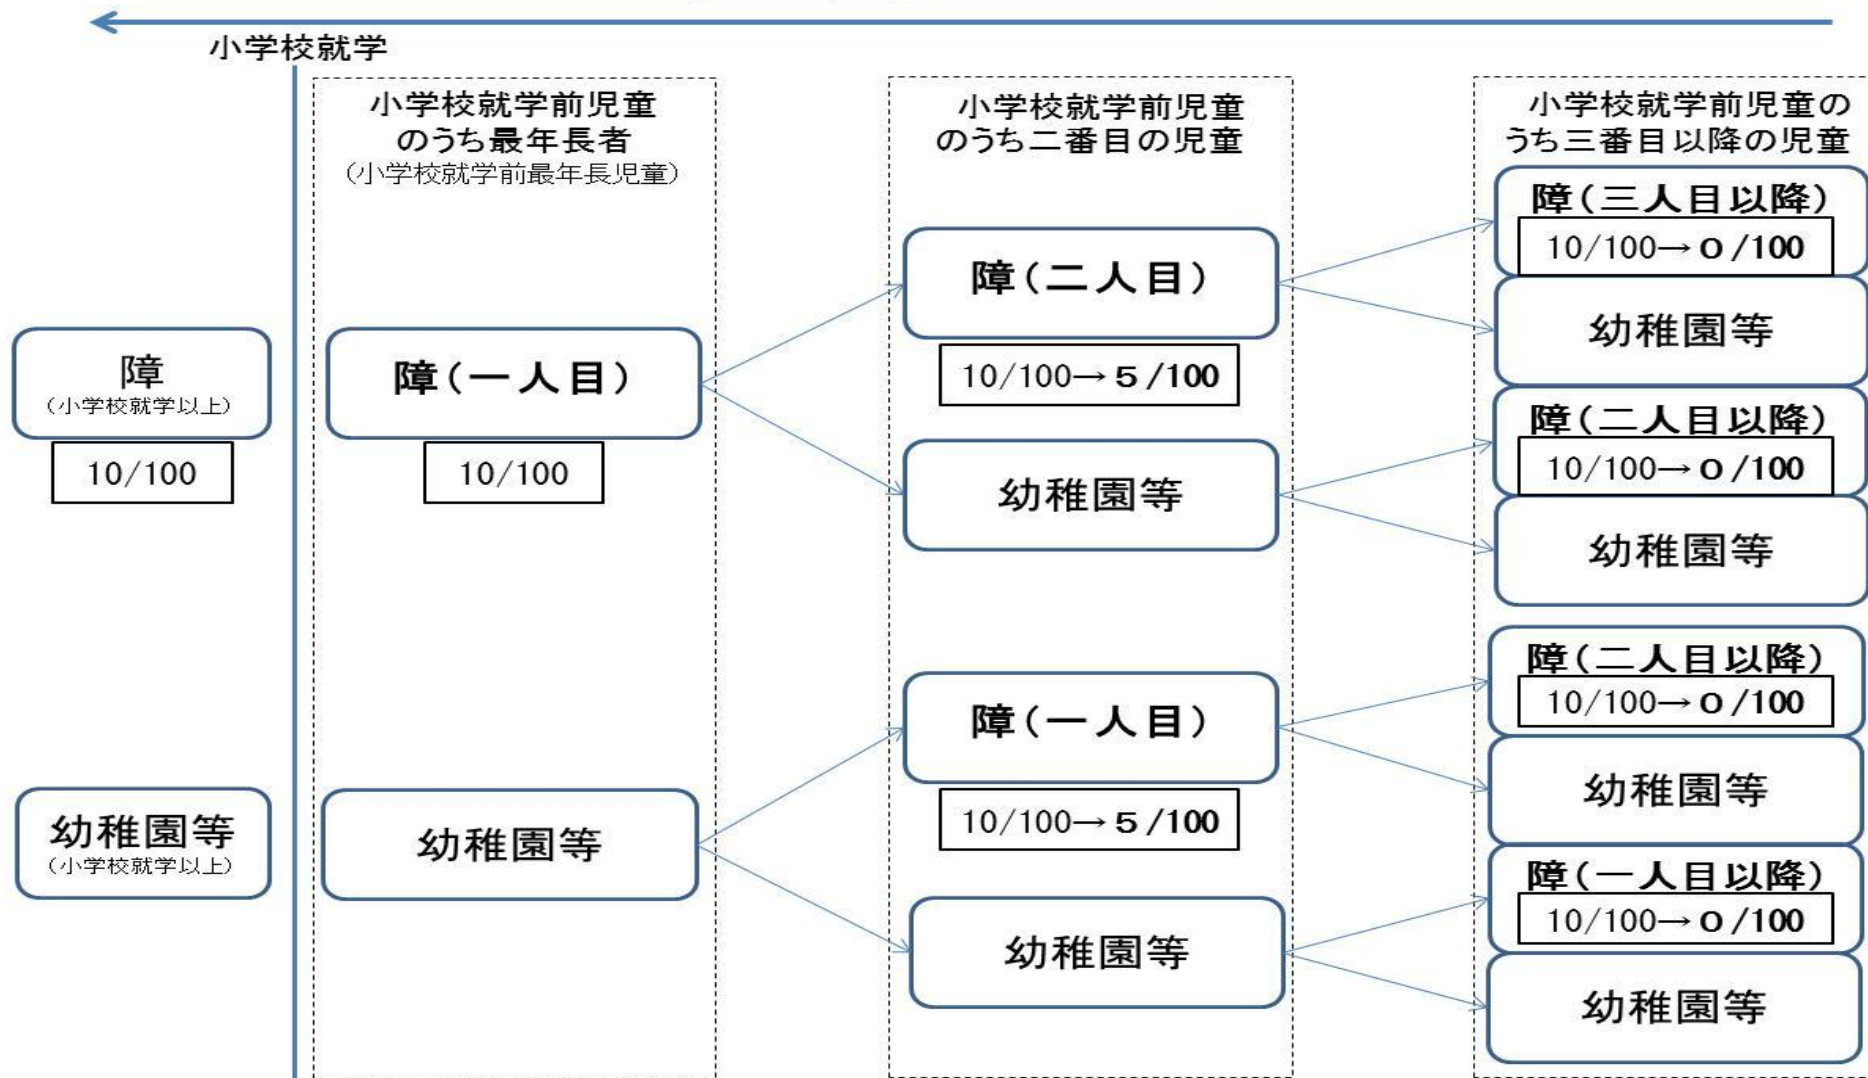 小学校就学
障
(小学校就学以上)
10/100
幼稚園等
(小学校就学以上)
小学校就学前児童
のうち最年長者
(小学校就学前最年長児童)
障(一人目)
10/100
幼稚園等
小学校就学前児童
のうち二番目の児童
障(二人目)
10/100→５/100
幼稚園等
障(一人目)
10/100→５/100
幼稚園等
小学校就学前児童の
うち三番目以降の児童
障(三人目以降)
10/100→０/100
幼稚園等
障(二人目以降)
10/100→０/100
幼稚園等
障(二人目以降)
10/100→０/100
幼稚園等
障(一人目以降)
10/100→０/100
幼稚園等